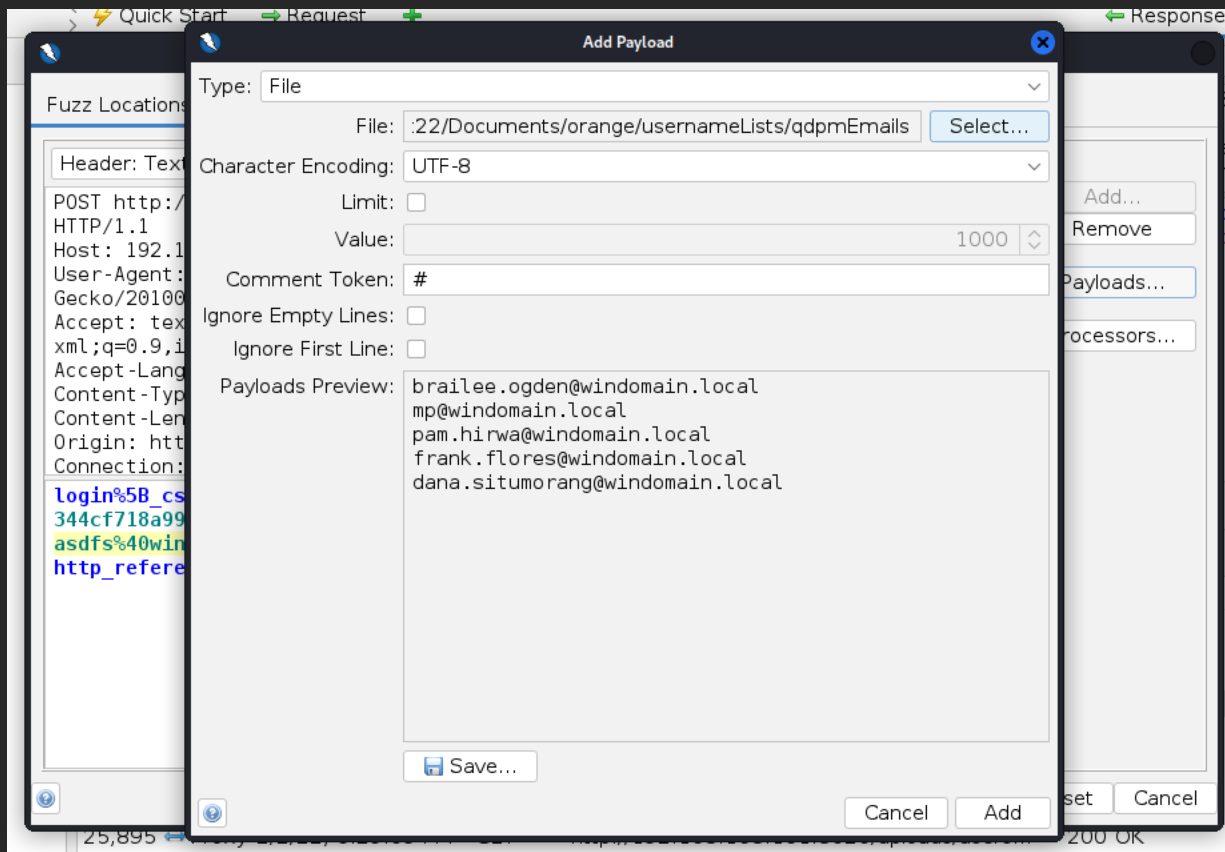 Quick Start
Request
Response
Add Payload
Fuzz Locations
Type: File
File: :22/Documents/orange/usernameLists/qdpmEmails Select...
Character Encoding: UTF-8
Limit:
Value: 1000
Comment Token: #
Ignore Empty Lines:
Ignore First Line:
Payloads Preview:
brailee.ogden@windomain.local
mp@windomain.local
pam.hirwa@windomain.local
frank.flores@windomain.local
dana.situmorang@windomain.local
Save...
Cancel Add
Header: Text
POST http:/
HTTP/1.1
Host: 192.1
User-Agent:
Gecko/20100
Accept: tex
xml;q=0.9,i
Accept-Lang
Content-Typ
Content-Len
Origin: htt
Connection:
login%5B_cs
344cf718a99
asdfs%40win
http_refere
Add...
Remove
Payloads...
rocessors...
set Cancel
25,895
200 OK